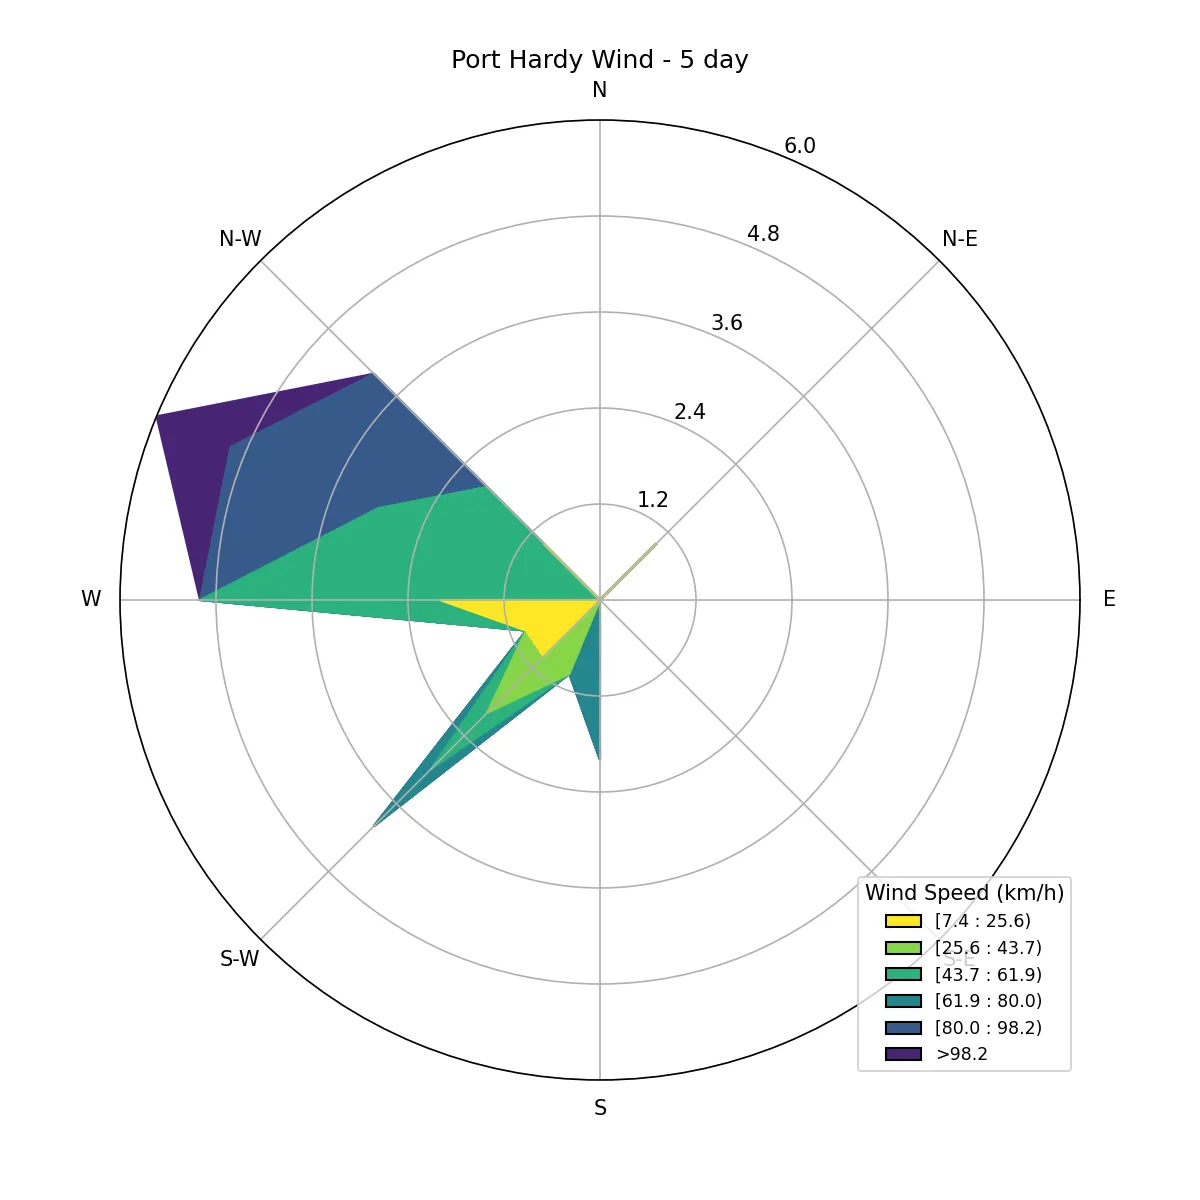 Port Hardy Wind - 5 day
N
6.0
N-W
N-E
4.8
3.6
2.4
1.2
W
E
S-W
S-E
S
Wind Speed (km/h)
[7.4 : 25.6)
[25.6 : 43.7)
[43.7 : 61.9)
[61.9 : 80.0)
[80.0 : 98.2)
>98.2